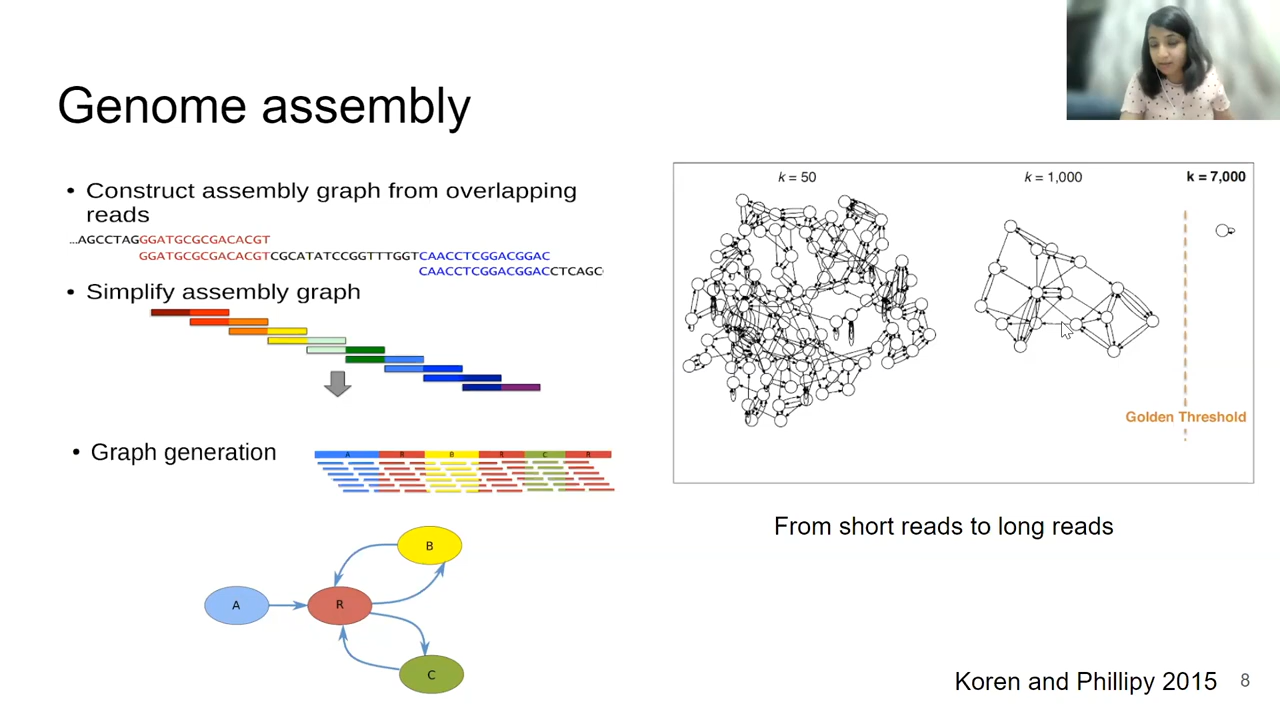 Genome assembly
• Construct assembly graph from overlapping
reads
...AGCCTAGGGATGCGCGACACGT
GGATGCGCGACACGTCGCATATCCGGTTTGGTCAACCTCGGACGGAC
CAACCTCGGACGGACCTCAGC
• Simplify assembly graph
• Graph generation
A R B R C R
A
R
B
C
k = 50
k = 1,000
k = 7,000
Golden Threshold
From short reads to long reads
Koren and Phillipy 2015
8